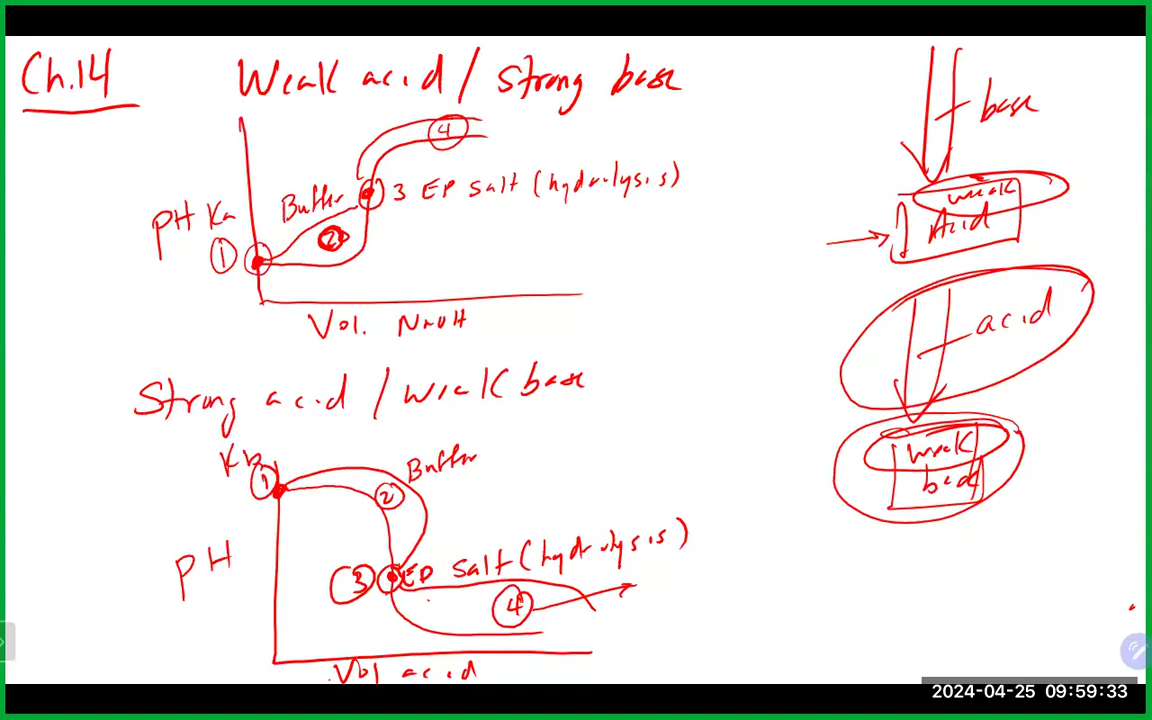 Ch.14
Weak acid / strong base
base
4
weak
Acid
Buffer
3 EP salt (hydrolysis)
pH Ka
2
1
acid
Vol. NaOH
Strong acid / weak base
Kb
1
Buffer
weak
2
pH
3
EP
salt (hydrolysis)
4
Vol acid
2024-04-25 09:59:33